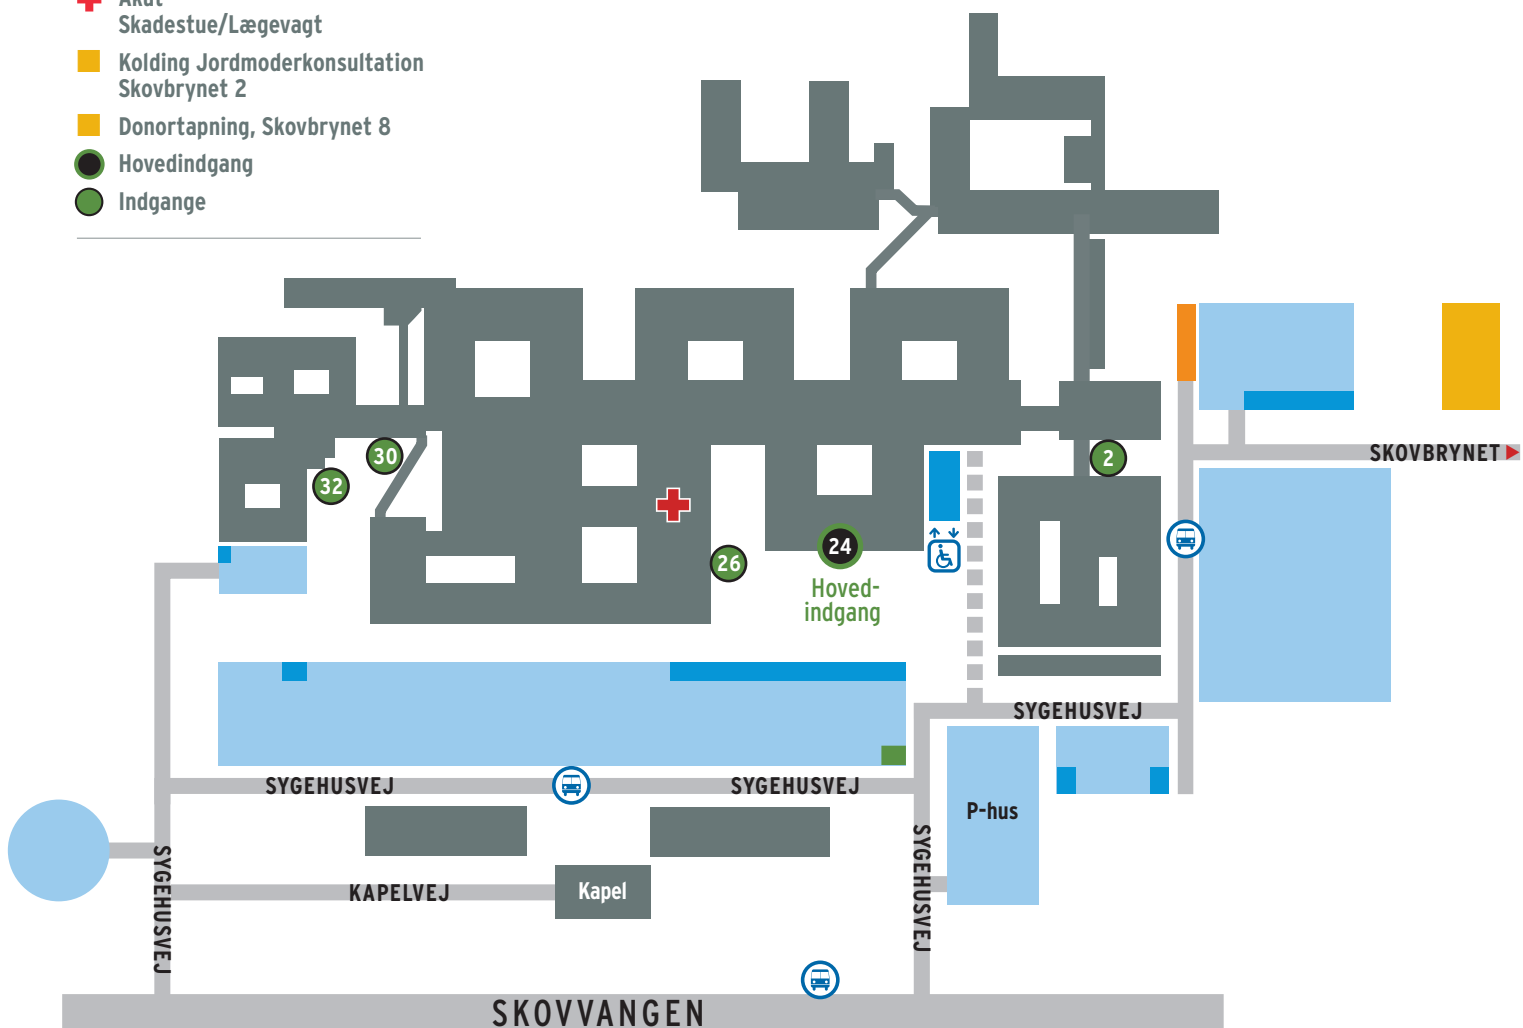 Akut
Skadestue/Lægevagt
Kolding Jordmoderkonsultation
Skovbrynet 2
Donortapning, Skovbrynet 8
Hovedindgang
Indgange
30
32
2
SKOVBRYNET
24
26
Hoved-
indgang
SYGEHUSVEJ
SYGEHUSVEJ
SYGEHUSVEJ
P-hus
SYGEHUSVEJ
SYGEHUSVEJ
KAPELVEJ
Kapel
SKOVVANGEN